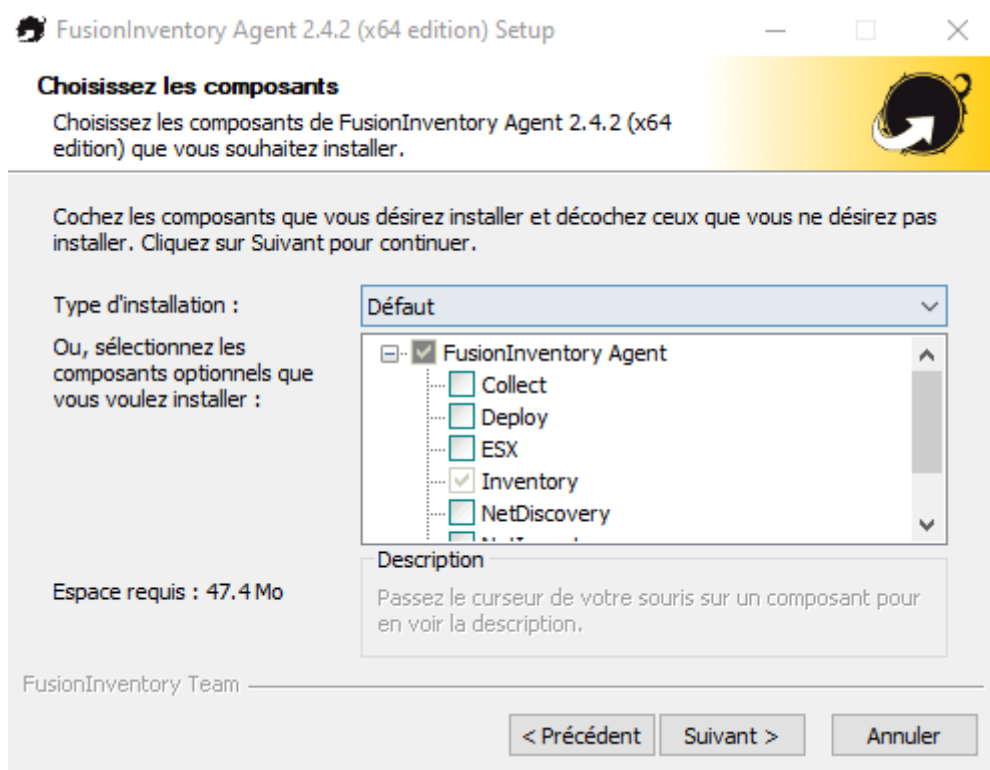 FusionInventory Agent 2.4.2 (x64 edition) Setup
Choisissez les composants
Choisissez les composants de FusionInventory Agent 2.4.2 (x64
edition) que vous souhaitez installer.
Cochez les composants que vous désirez installer et décochez ceux que vous ne désirez pas
installer. Cliquez sur Suivant pour continuer.
Type d'installation :
Défaut
Ou, sélectionnez les
composants optionnels que
vous voulez installer :
FusionInventory Agent
Collect
Deploy
ESX
Inventory
NetDiscovery
Espace requis : 47.4 Mo
Description
Passez le curseur de votre souris sur un composant pour
en voir la description.
FusionInventory Team
< Précédent
Suivant >
Annuler